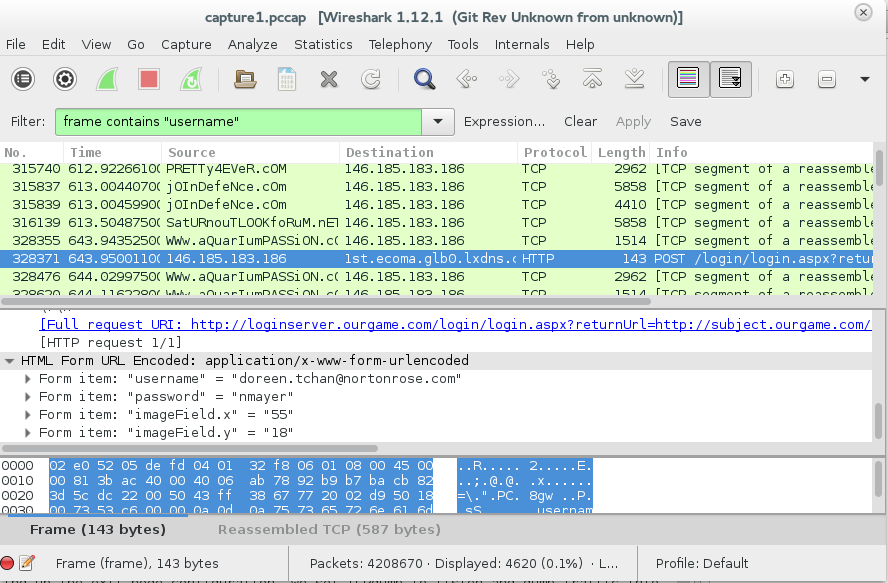 capture1.pccap [Wireshark 1.12.1 (Git Rev Unknown from unknown)]
File Edit View Go Capture Analyze Statistics Telephony Tools Internals Help
Filter: frame contains "username" Expression... Clear Apply Save
No. Time Source Destination Protocol Length Info
315740 612.92266100 PRETTy4EVeR.cOM 146.185.183.186 TCP 2962 [TCP segment of a reassemble
315837 613.00440700 jOInDefeNce.cOm 146.185.183.186 TCP 5858 [TCP segment of a reassemble
315839 613.00459900 jOInDefeNce.cOm 146.185.183.186 TCP 4410 [TCP segment of a reassemble
316139 613.50487500 SatURnouTLOOKfoRuM.nET 146.185.183.186 TCP 5858 [TCP segment of a reassemble
328355 643.94352500 WWw.aQuarIumPASSiON.c 146.185.183.186 TCP 1514 [TCP segment of a reassemble
328371 643.95001100 146.185.183.186 1st.ecoma.glb0.lxdns.c HTTP 143 POST /login/login.aspx?retur
328476 644.02997500 WWw.aQuarIumPASSiON.c 146.185.183.186 TCP 2962 [TCP segment of a reassemble
328620 644.11622800 WWw.aQuarIumPASSiON.c 146.185.183.186 TCP 1514 [TCP segment of a reassemble
[Full request URI: http://loginserver.ourgame.com/login/login.aspx?returnUrl=http://subject.ourgame.com/
[HTTP request 1/1]
HTML Form URL Encoded: application/x-www-form-urlencoded
Form item: "username" = "doreen.tchan@nortonrose.com"
Form item: "password" = "nmayer"
Form item: "imageField.x" = "55"
Form item: "imageField.y" = "18"
0000 02 e0 52 05 de fd 04 01 32 f8 06 01 08 00 45 00 ..R..... 2.....E.
0010 00 81 3b ac 40 00 40 06 ab 78 92 b9 b7 ba cb 82 ..;.@.@. .x......
0020 3d 5c dc 22 00 50 43 ff 38 67 77 20 02 d9 50 18 =\.".PC. 8gw ..P.
0030 00 73 53 c6 00 00 0a 0d 0a 75 73 65 72 6e 61 6d .sS..... .usernam
Frame (143 bytes) Reassembled TCP (587 bytes)
Frame (frame), 143 bytes Packets: 4208670 · Displayed: 4620 (0.1%) · L... Profile: Default